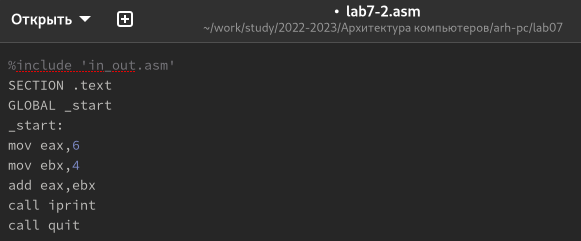 Открыть
• lab7-2.asm
~/work/study/2022-2023/Архитектура компьютеров/arh-pc/lab07
%include 'in_out.asm'
SECTION .text
GLOBAL _start
_start:
mov eax,6
mov ebx,4
add eax,ebx
call iprint
call quit